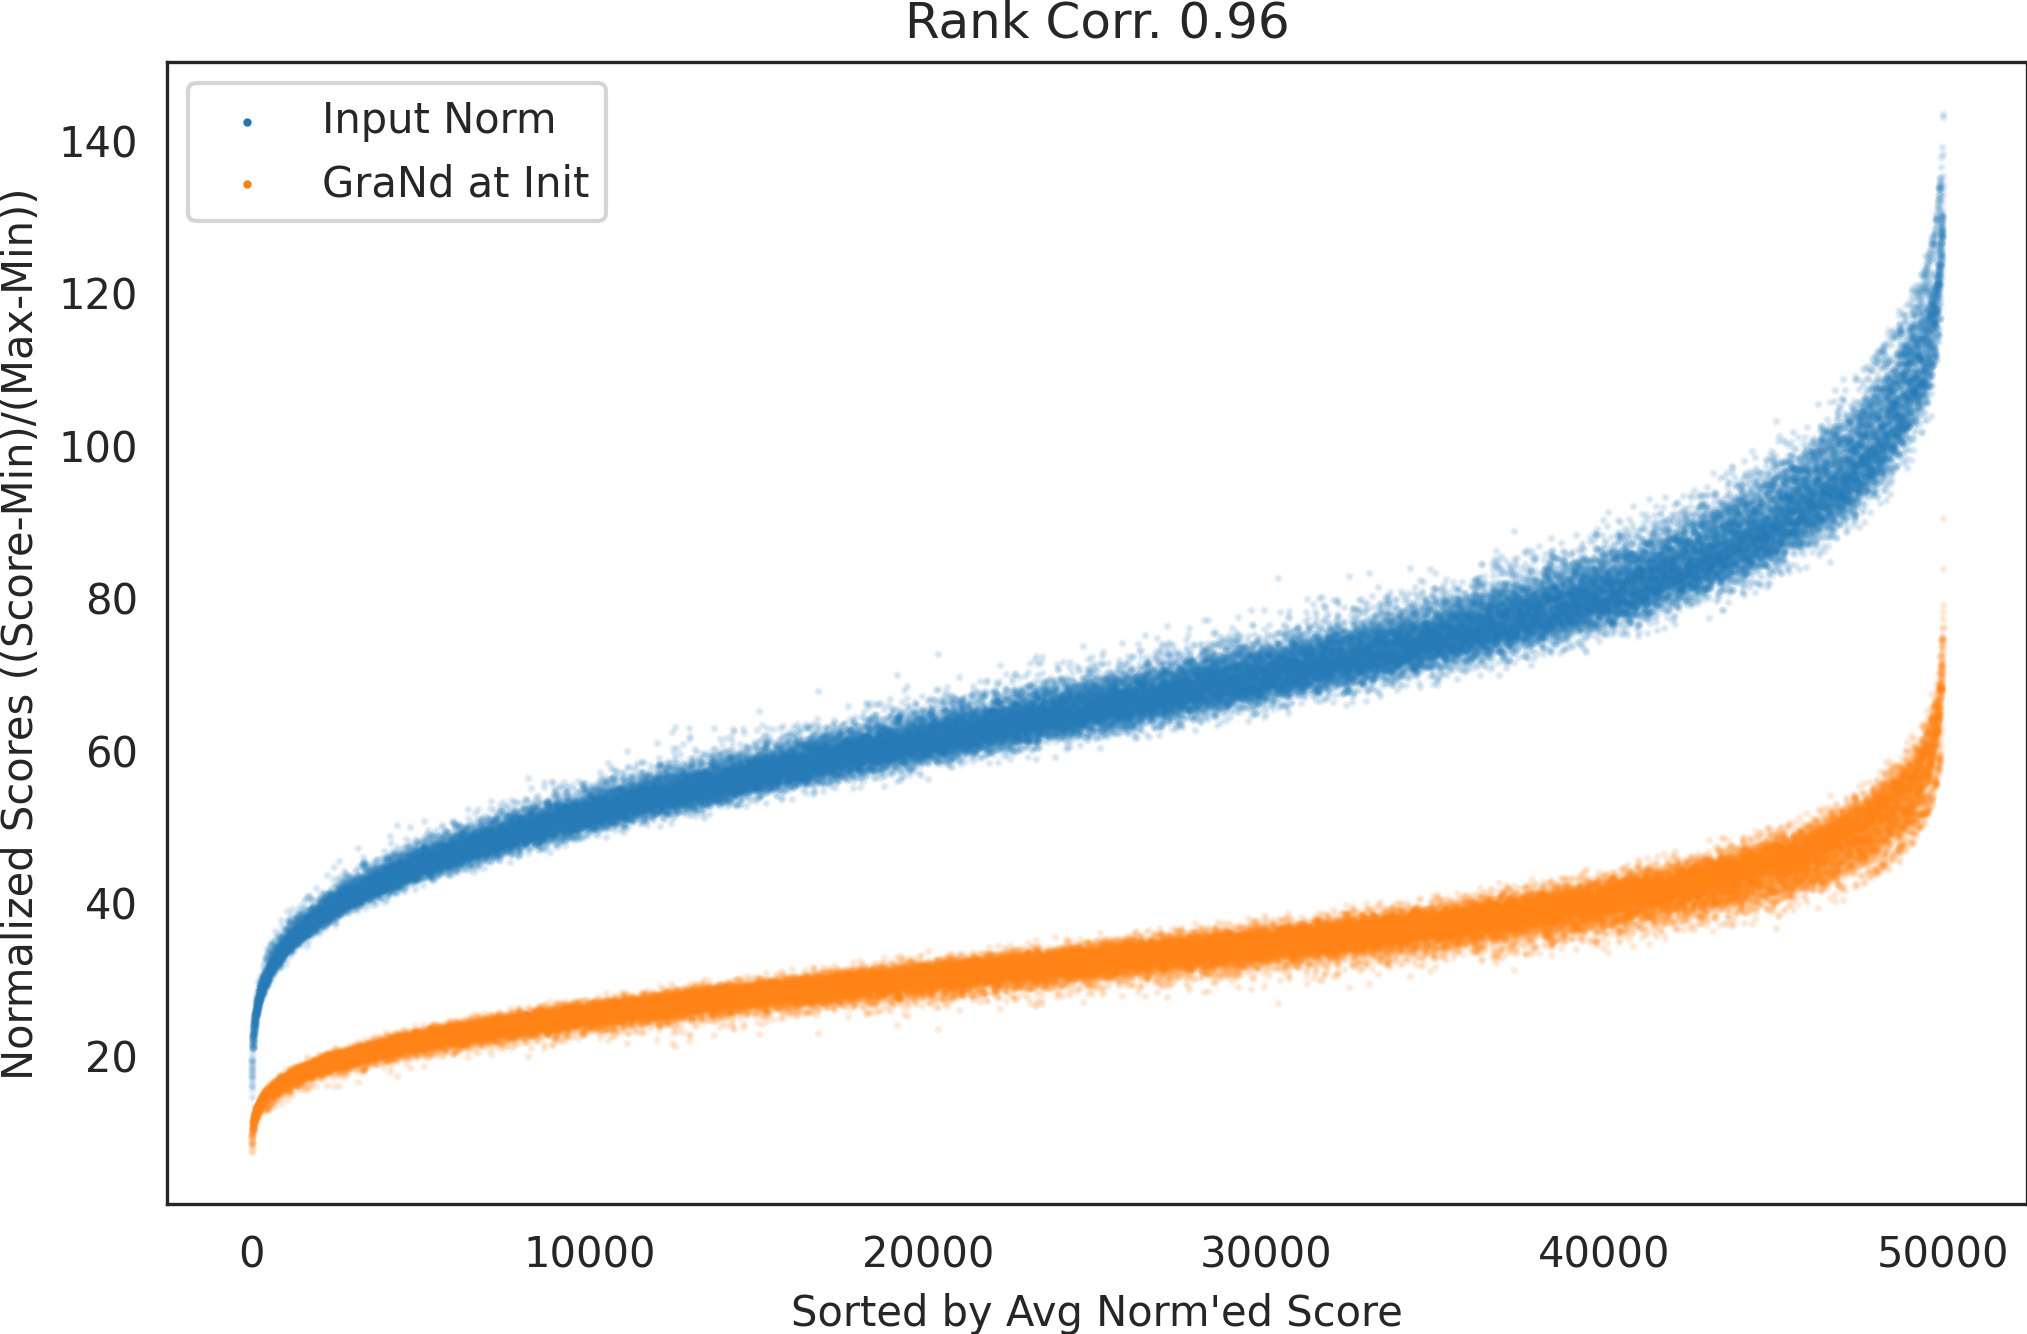 Rank Corr. 0.96
Input Norm
GraNd at Init
Normalized Scores ((Score-Min)/(Max-Min))
140
120
100
80
60
40
20
0 10000 20000 30000 40000 50000
Sorted by Avg Norm'ed Score